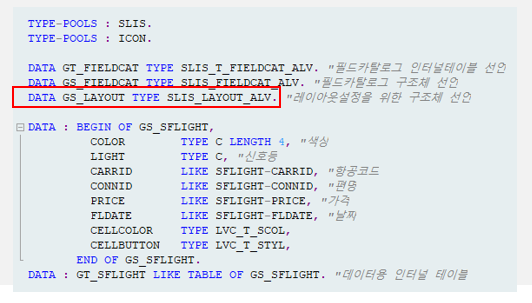 TYPE-POOLS : SLIS.
TYPE-POOLS : ICON.
DATA GT_FIELDCAT TYPE SLIS_T_FIELDCAT_ALV. "필드카탈로그 인터널테이블 선언
DATA GS_FIELDCAT TYPE SLIS_FIELDCAT_ALV. "필드카탈로그 구조체 선언
DATA GS_LAYOUT TYPE SLIS_LAYOUT_ALV. "레이아웃설정을 위한 구조체 선언
DATA : BEGIN OF GS_SFLIGHT,
COLOR TYPE C LENGTH 4, "색상
LIGHT TYPE C, "신호등
CARRID LIKE SFLIGHT-CARRID, "항공코드
CONNID LIKE SFLIGHT-CONNID, "편명
PRICE LIKE SFLIGHT-PRICE, "가격
FLDATE LIKE SFLIGHT-FLDATE, "날짜
CELLCOLOR TYPE LVC_T_SCOL,
CELLBUTTON TYPE LVC_T_STYL,
END OF GS_SFLIGHT.
DATA : GT_SFLIGHT LIKE TABLE OF GS_SFLIGHT. "데이터용 인터널 테이블